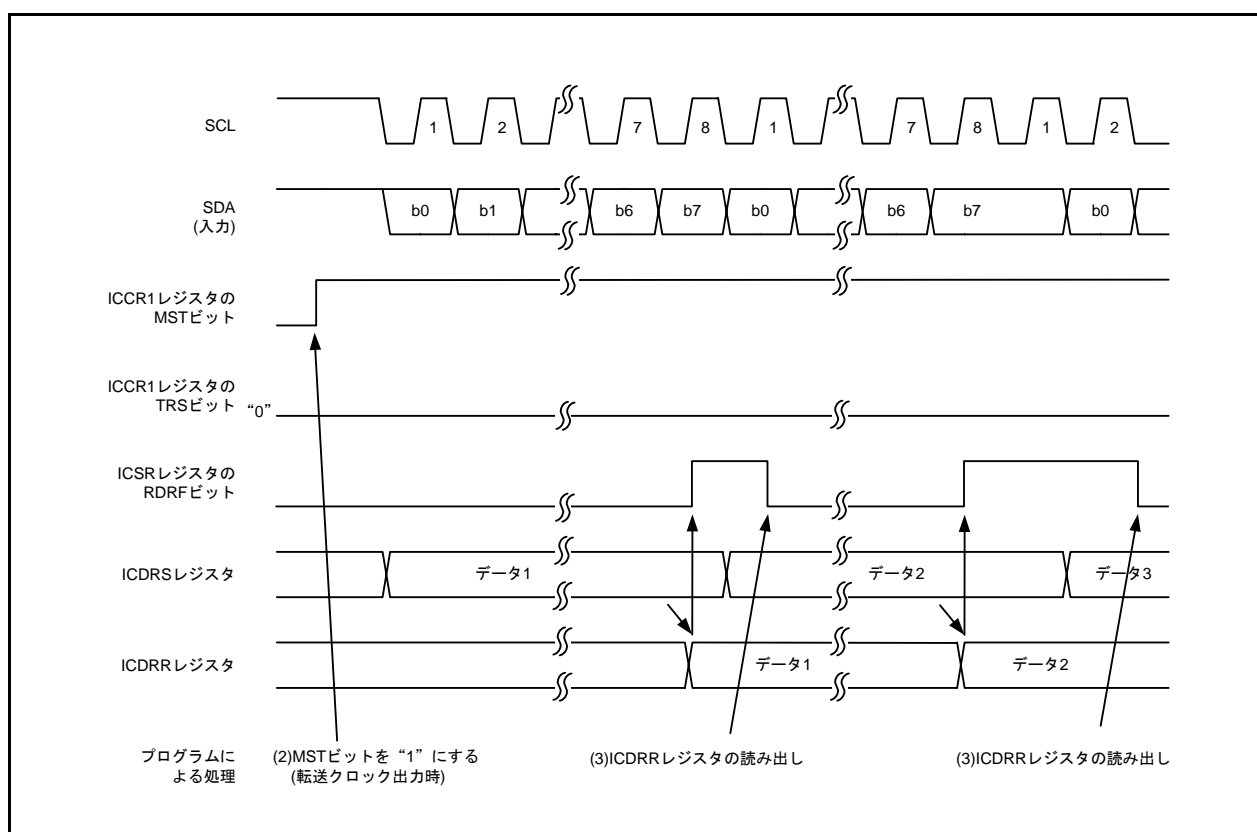 SCL
1 2 7 8 1 7 8 1 2
SDA
(入力)
b0 b1 b6 b7 b0 b6 b7 b0
ICCR1レジスタの
MSTビット
ICCR1レジスタの
TRSビット “0”
ICSRレジスタの
RDRFビット
ICDRSレジスタ データ1 データ2 データ3
ICDRRレジスタ データ1 データ2
プログラムに
よる処理
(2)MSTビットを “1” にする
(転送クロック出力時)
(3)ICDRRレジスタの読み出し
(3)ICDRRレジスタの読み出し